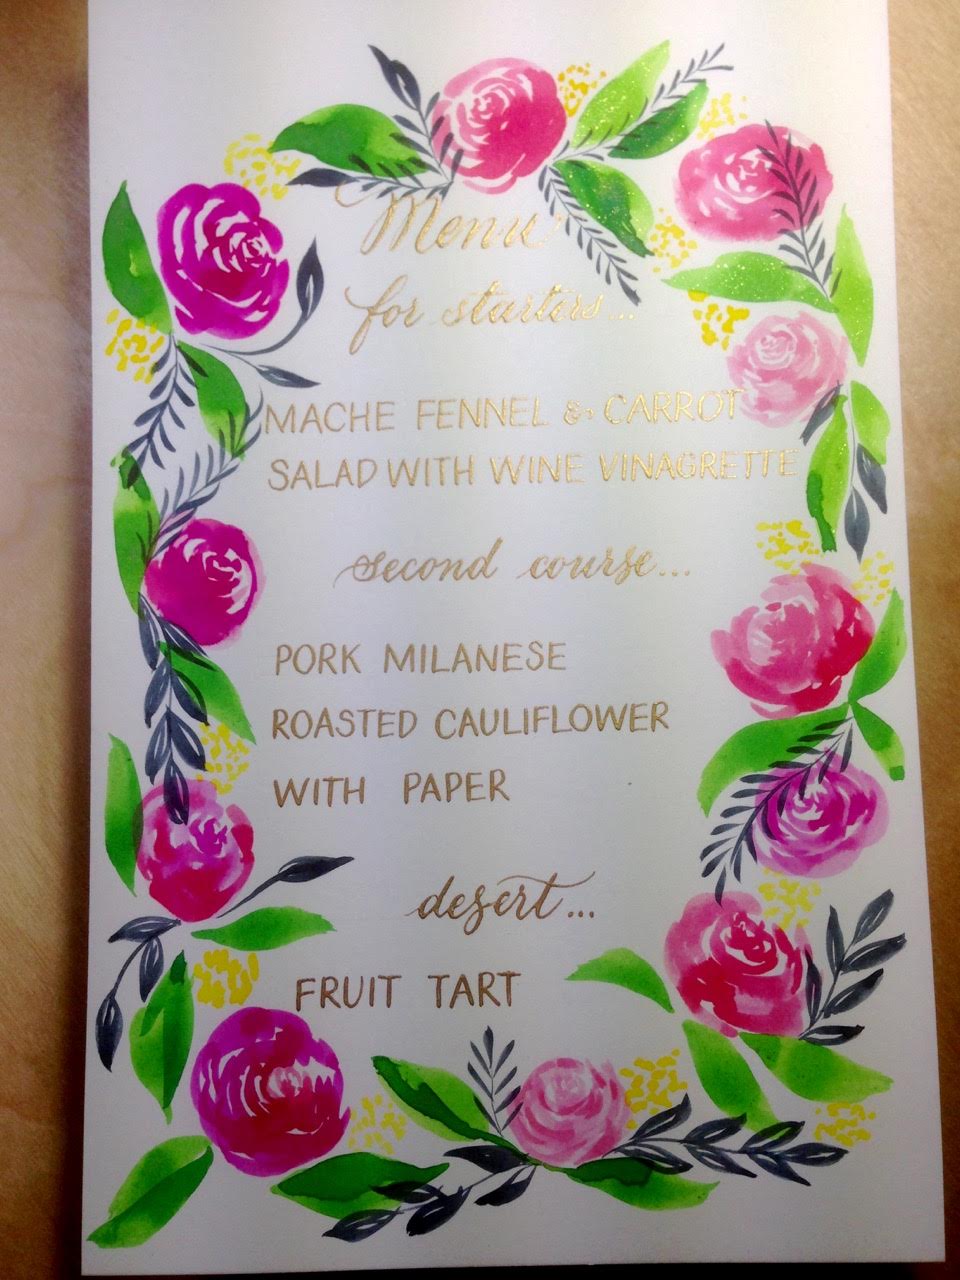 Menu
for starters...
MACHE FENNEL & CARROT
SALAD WITH WINE VINAGRETTE
second course...
PORK MILANESE
ROASTED CAULIFLOWER
WITH PAPER
desert...
FRUIT TART